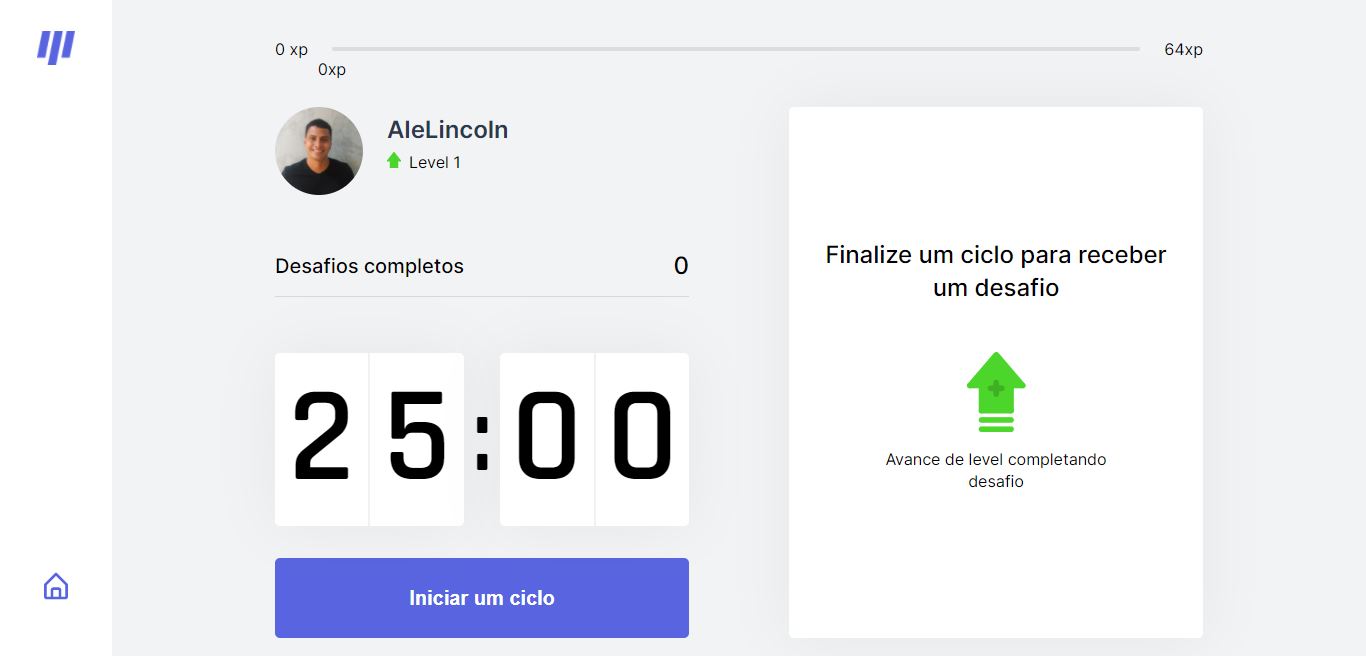 0 xp
64xp
0xp
AleLincoln
Level 1
Desafios completos
0
25:00
Iniciar um ciclo
Finalize um ciclo para receber
um desafio
Avance de level completando
desafio